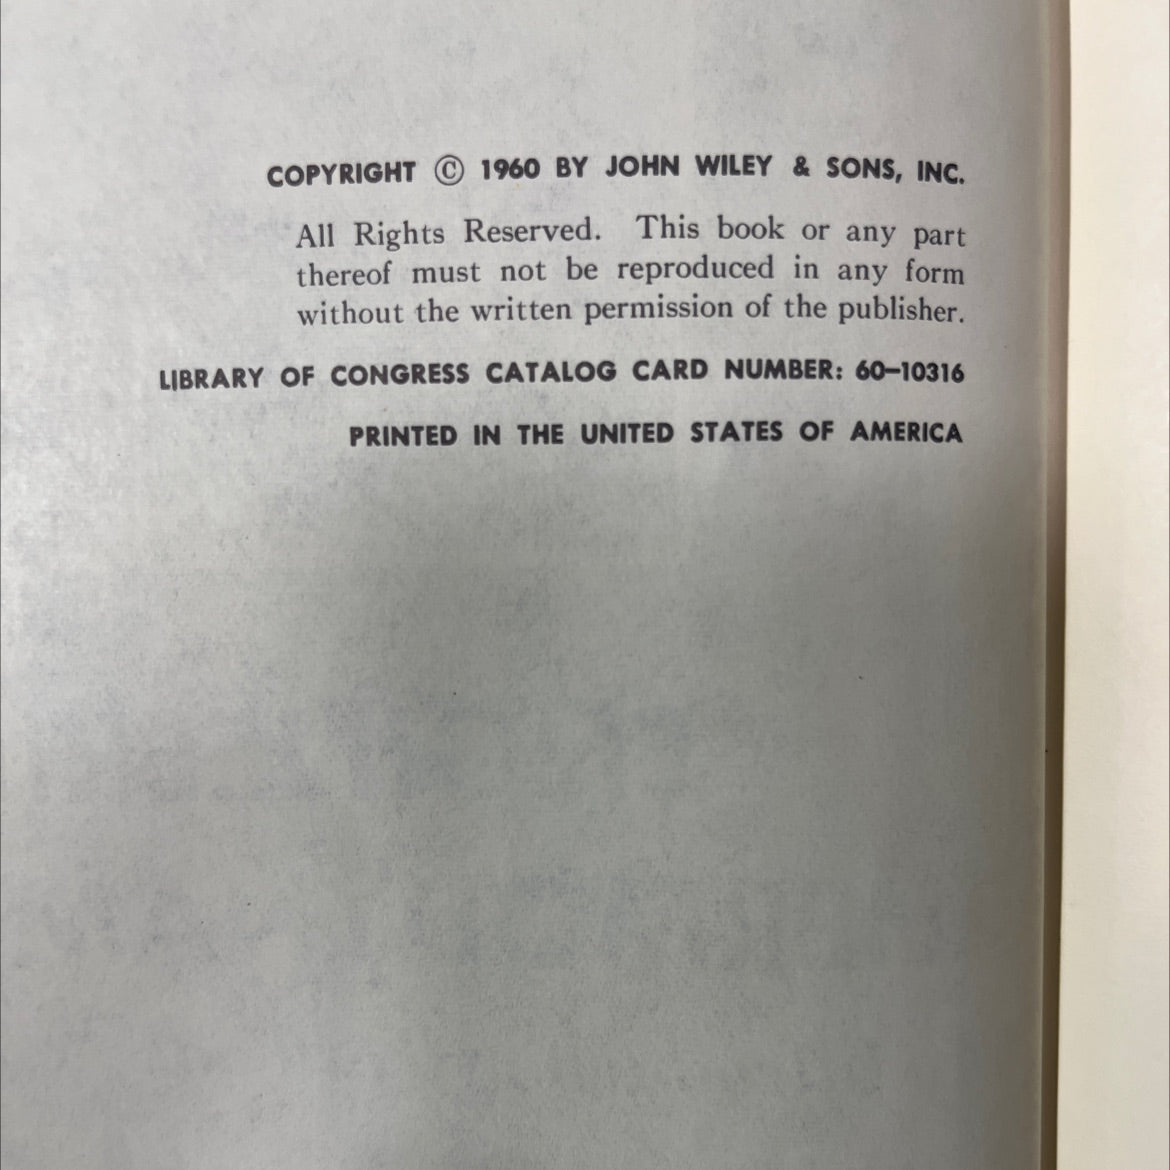 COPYRIGHT © 1960 BY JOHN WILEY & SONS, INC.
All Rights Reserved. This book or any part
thereof must not be reproduced in any form
without the written permission of the publisher.
LIBRARY OF CONGRESS CATALOG CARD NUMBER: 60–10316
PRINTED IN THE UNITED STATES OF AMERICA